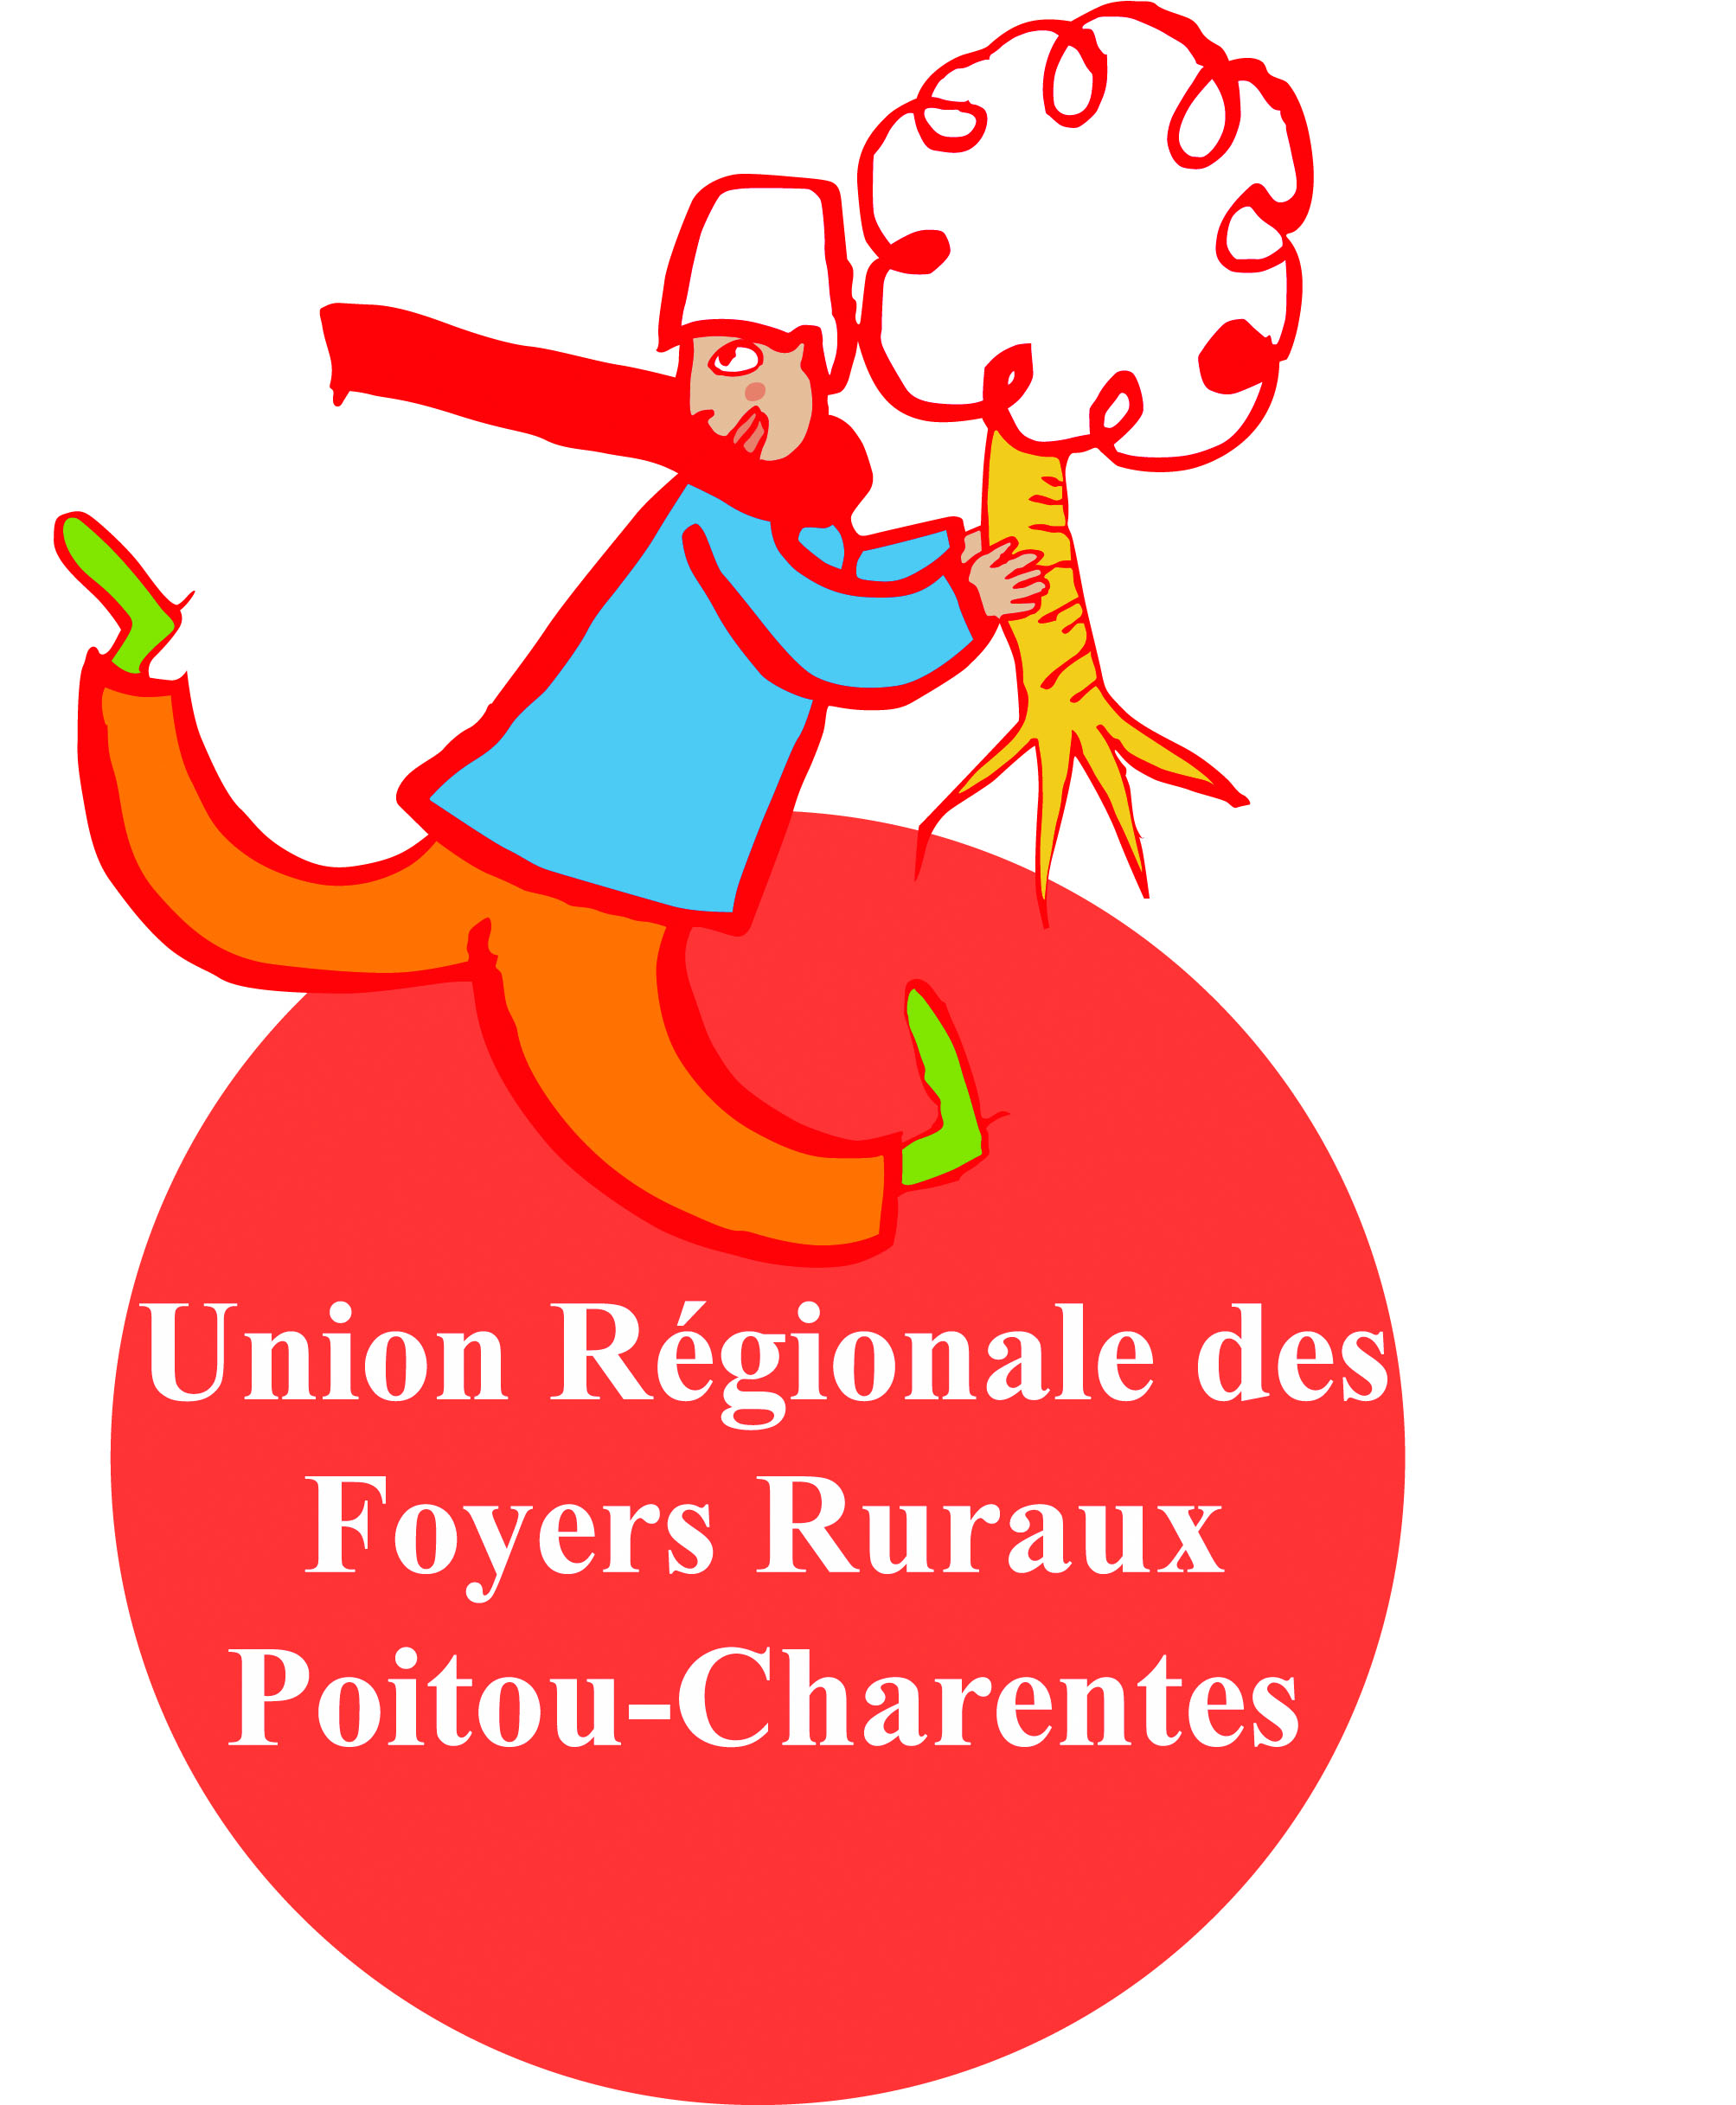 Union Régionale des
Foyers Ruraux
Poitou-Charentes